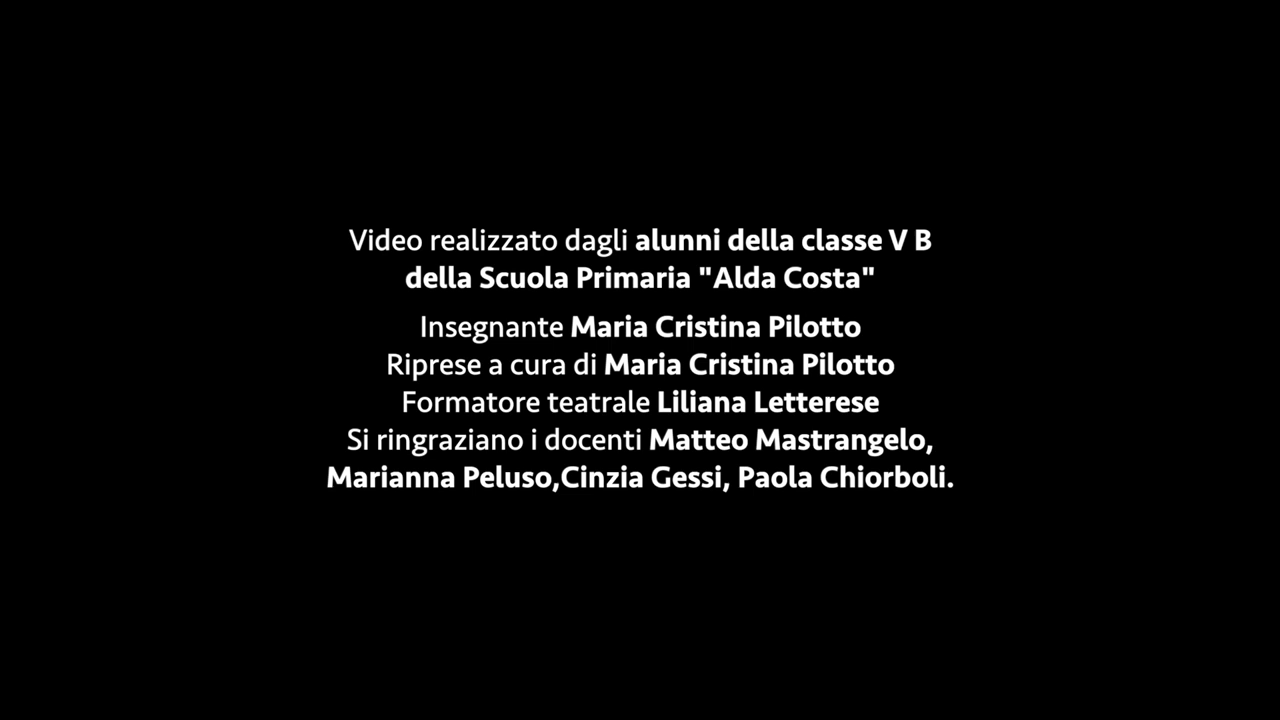 Video realizzato dagli alunni della classe V B
della Scuola Primaria "Alda Costa"
Insegnante Maria Cristina Pilotto
Riprese a cura di Maria Cristina Pilotto
Formatore teatrale Liliana Letterese
Si ringraziano i docenti Matteo Mastrangelo,
Marianna Peluso,Cinzia Gessi, Paola Chiorboli.